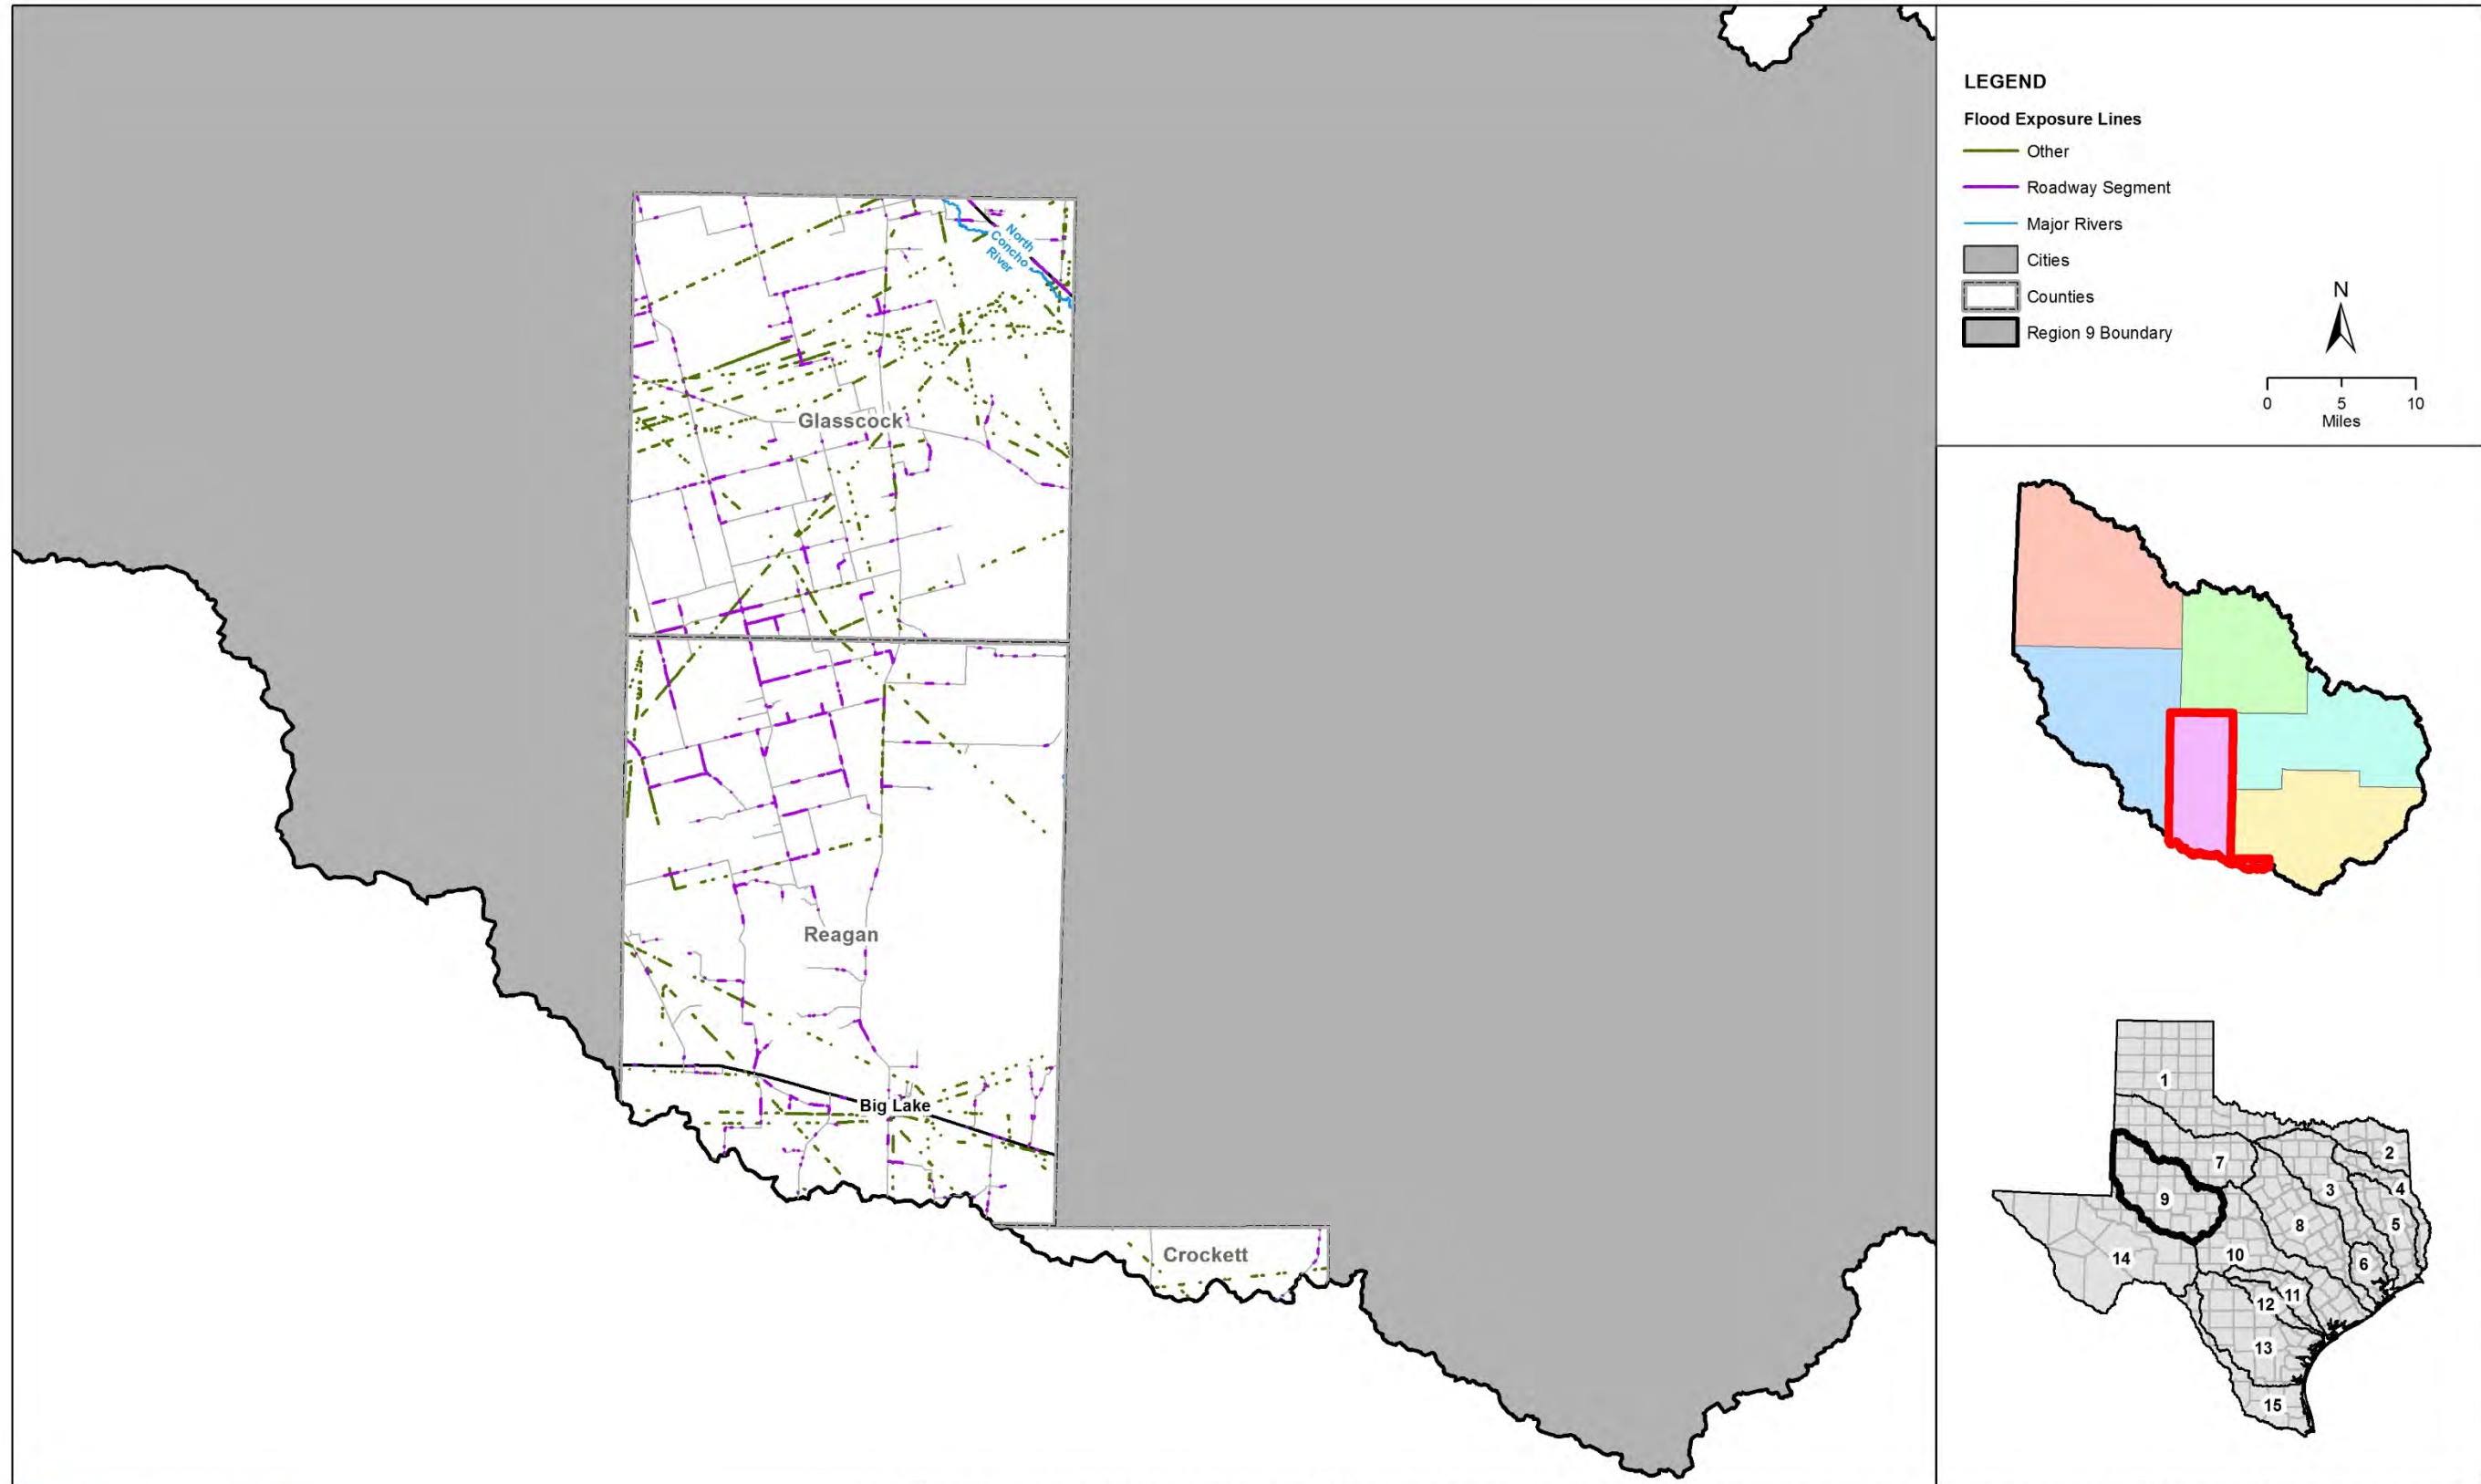 North
Concho
River
Glasscock
Reagan
Big Lake
Crockett
LEGEND
Flood Exposure Lines
Other
Roadway Segment
Major Rivers
Cities
Counties
Region 9 Boundary
N
0 5 10
Miles
1
2
7
3
4
9
8
5
14
10
6
12 11
13
15